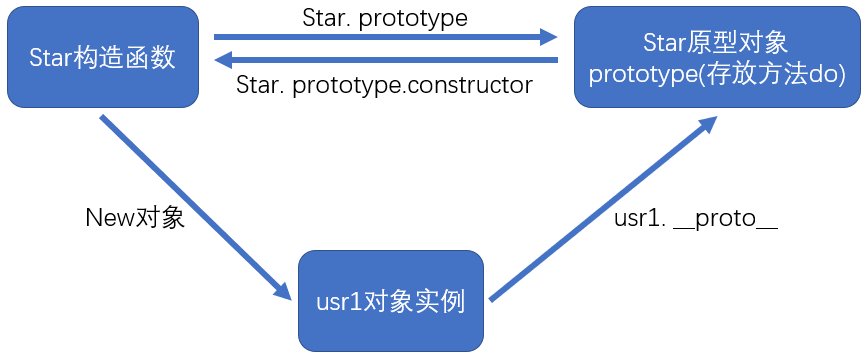 Star. prototype
Star构造函数
Star原型对象
prototype(存放方法do)
Star. prototype.constructor
New对象
usr1. __proto__
usr1对象实例